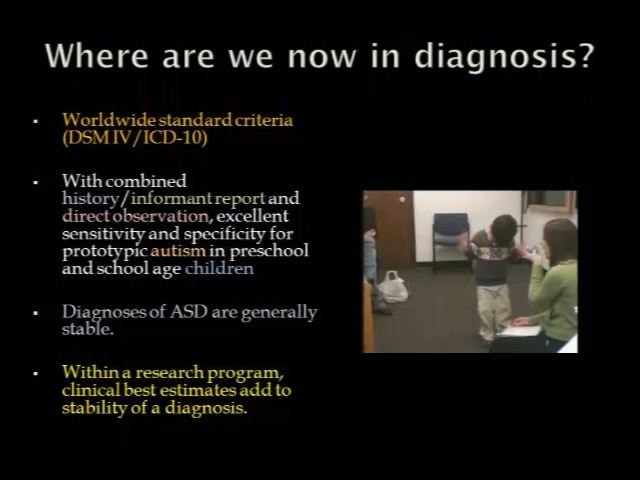 Where are we now in diagnosis?
Worldwide standard criteria
(DSM IV/ICD-10)
With combined
history/informant report and
direct observation, excellent
sensitivity and specificity for
prototypic autism in preschool
and school age children
Diagnoses of ASD are generally
stable.
Within a research program,
clinical best estimates add to
stability of a diagnosis.